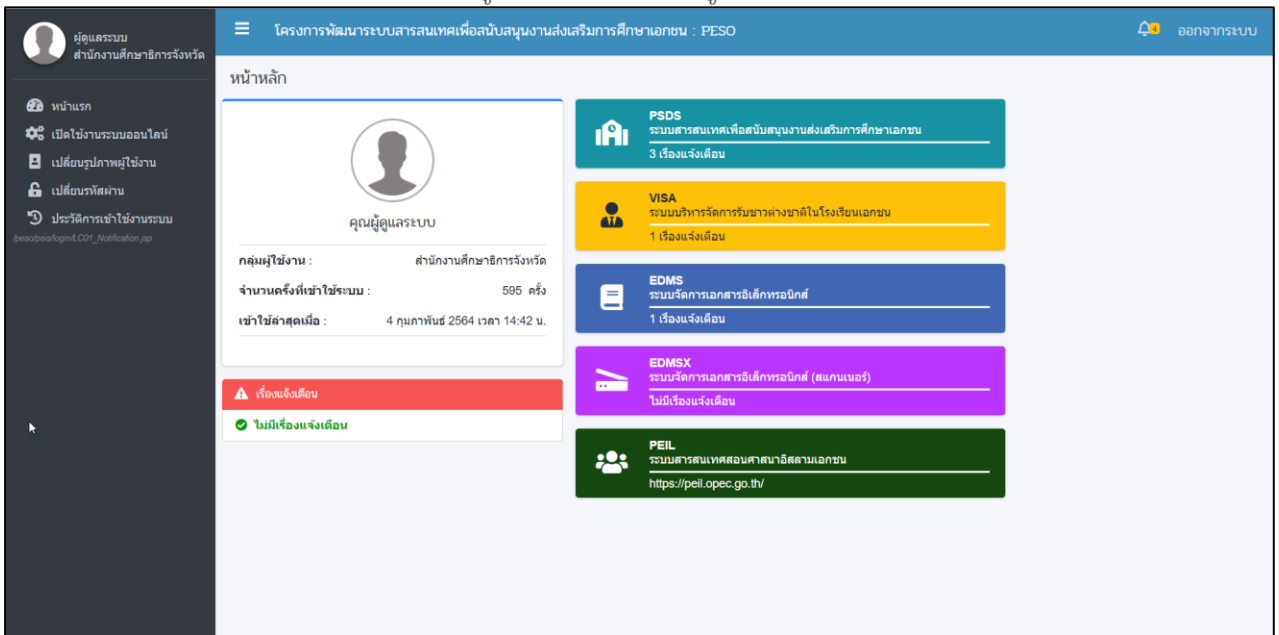 ผู้ดูแลระบบ
สำนักงานศึกษาธิการจังหวัด
โครงการพัฒนาระบบสารสนเทศเพื่อสนับสนุนงานส่งเสริมการศึกษาเอกชน : PESO
4
ออกจากระบบ
หน้าแรก
เปิดใช้งานระบบออนไลน์
เปลี่ยนรูปภาพผู้ใช้งาน
เปลี่ยนรหัสผ่าน
ประวัติการเข้าใช้งานระบบ
/peso/psis/login/LC01_Notification.jsp
หน้าหลัก
คุณผู้ดูแลระบบ
กลุ่มผู้ใช้งาน : สำนักงานศึกษาธิการจังหวัด
จำนวนครั้งที่เข้าใช้ระบบ : 595 ครั้ง
เข้าใช้ล่าสุดเมื่อ : 4 กุมภาพันธ์ 2564 เวลา 14:42 น.
เรื่องแจ้งเตือน
ไม่มีเรื่องแจ้งเตือน
PSDS
ระบบสารสนเทศเพื่อสนับสนุนงานส่งเสริมการศึกษาเอกชน
3 เรื่องแจ้งเตือน
VISA
ระบบบริหารจัดการรับชาวต่างชาติในโรงเรียนเอกชน
1 เรื่องแจ้งเตือน
EDMS
ระบบจัดการเอกสารอิเล็กทรอนิกส์
1 เรื่องแจ้งเตือน
EDMSX
ระบบจัดการเอกสารอิเล็กทรอนิกส์ (สแกนเนอร์)
ไม่มีเรื่องแจ้งเตือน
PEIL
ระบบสารสนเทศสอนศาสนาอิสลามเอกชน
https://peil.opec.go.th/